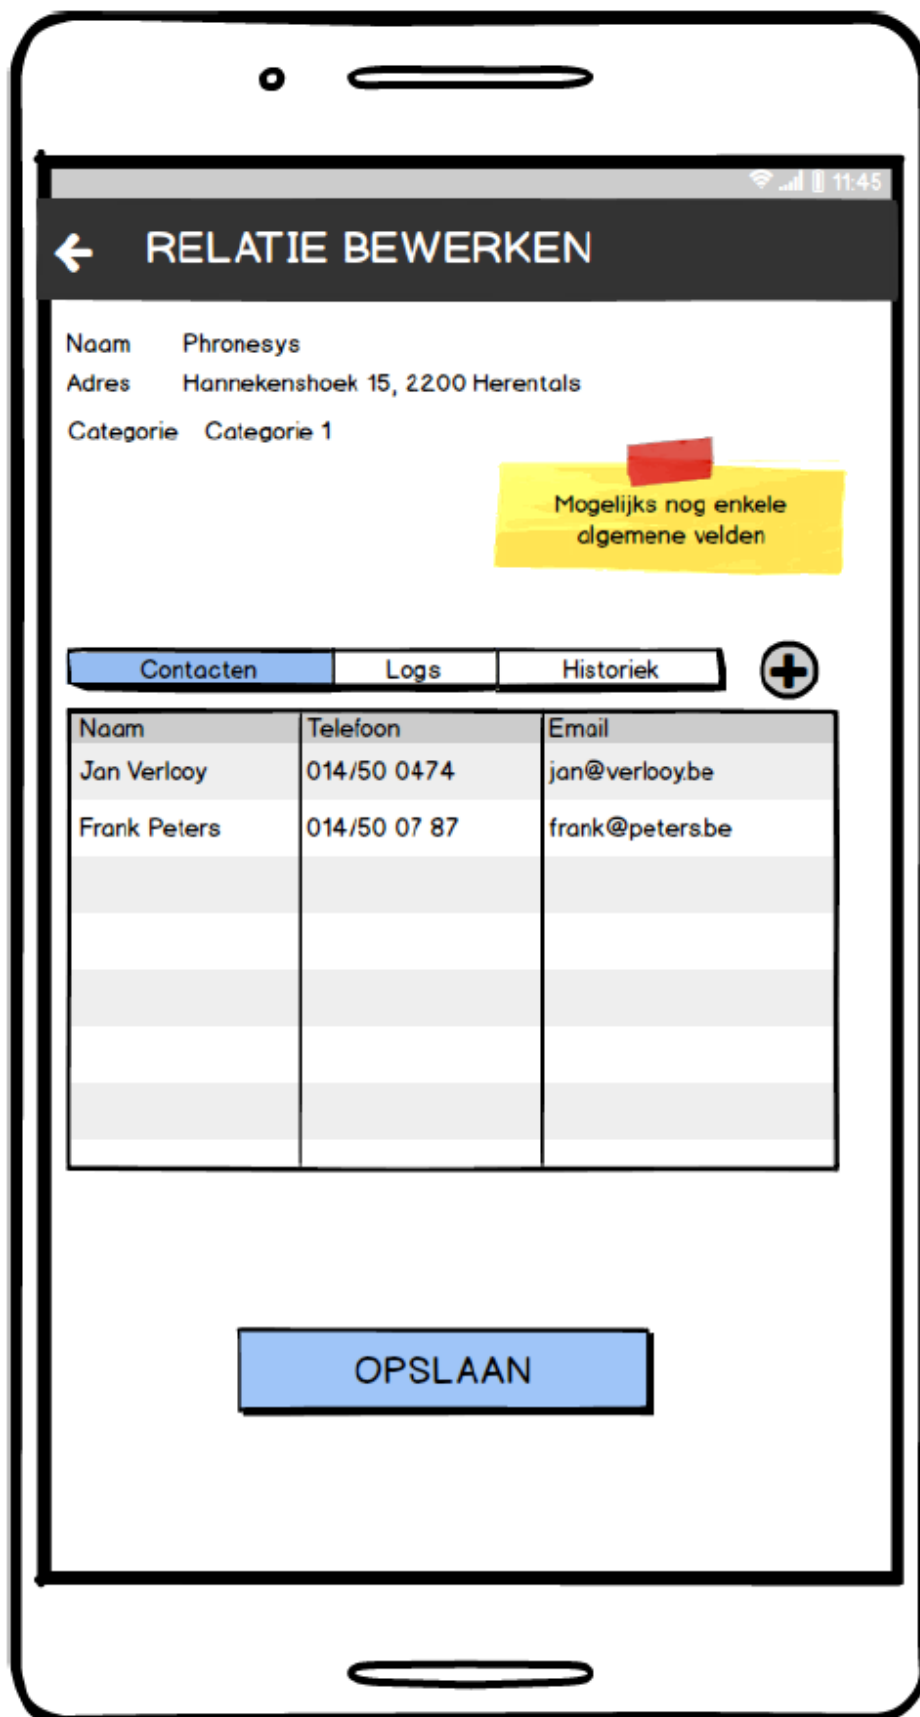 11:45
RELATIE BEWERKEN
Naam Phronesys
Adres Hannekenshoek 15, 2200 Herentals
Categorie Categorie 1
Mogelijks nog enkele
algemene velden
Contacten Logs Historiek
Naam Telefoon Email
Jan Verlooy 014/50 0474 jan@verlooy.be
Frank Peters 014/50 07 87 frank@peters.be
OPSLAAN